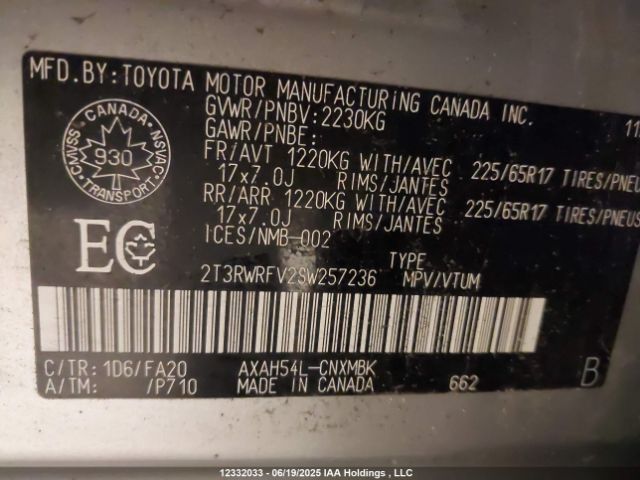 MFD.BY:TOYOTA MOTOR MANUFACTURING CANADA INC. 11
GVWR/PNBV:2230KG
GAWR/PNBE:
FR/AVT 1220KG WITH/AVEC 225/65R17 TIRES/PNEU
17x7.0J RIMS/JANTES
RR/ARR 1220KG WITH/AVEC 225/65R17 TIRES/PNEUS
17x7.0J RIMS/JANTES
ICES/NMB-002
CANADA
CMVSS NSVAC
930
TRANSPORT
EC
TYPE
2T3RWRFV2SW257236 MPV/VTUM
C/TR: 1D6/FA20 AXAH54L-CNXMBK
A/TM: /P710 MADE IN CANADA 662 B
12332033 - 06/19/2025 IAA Holdings , LLC